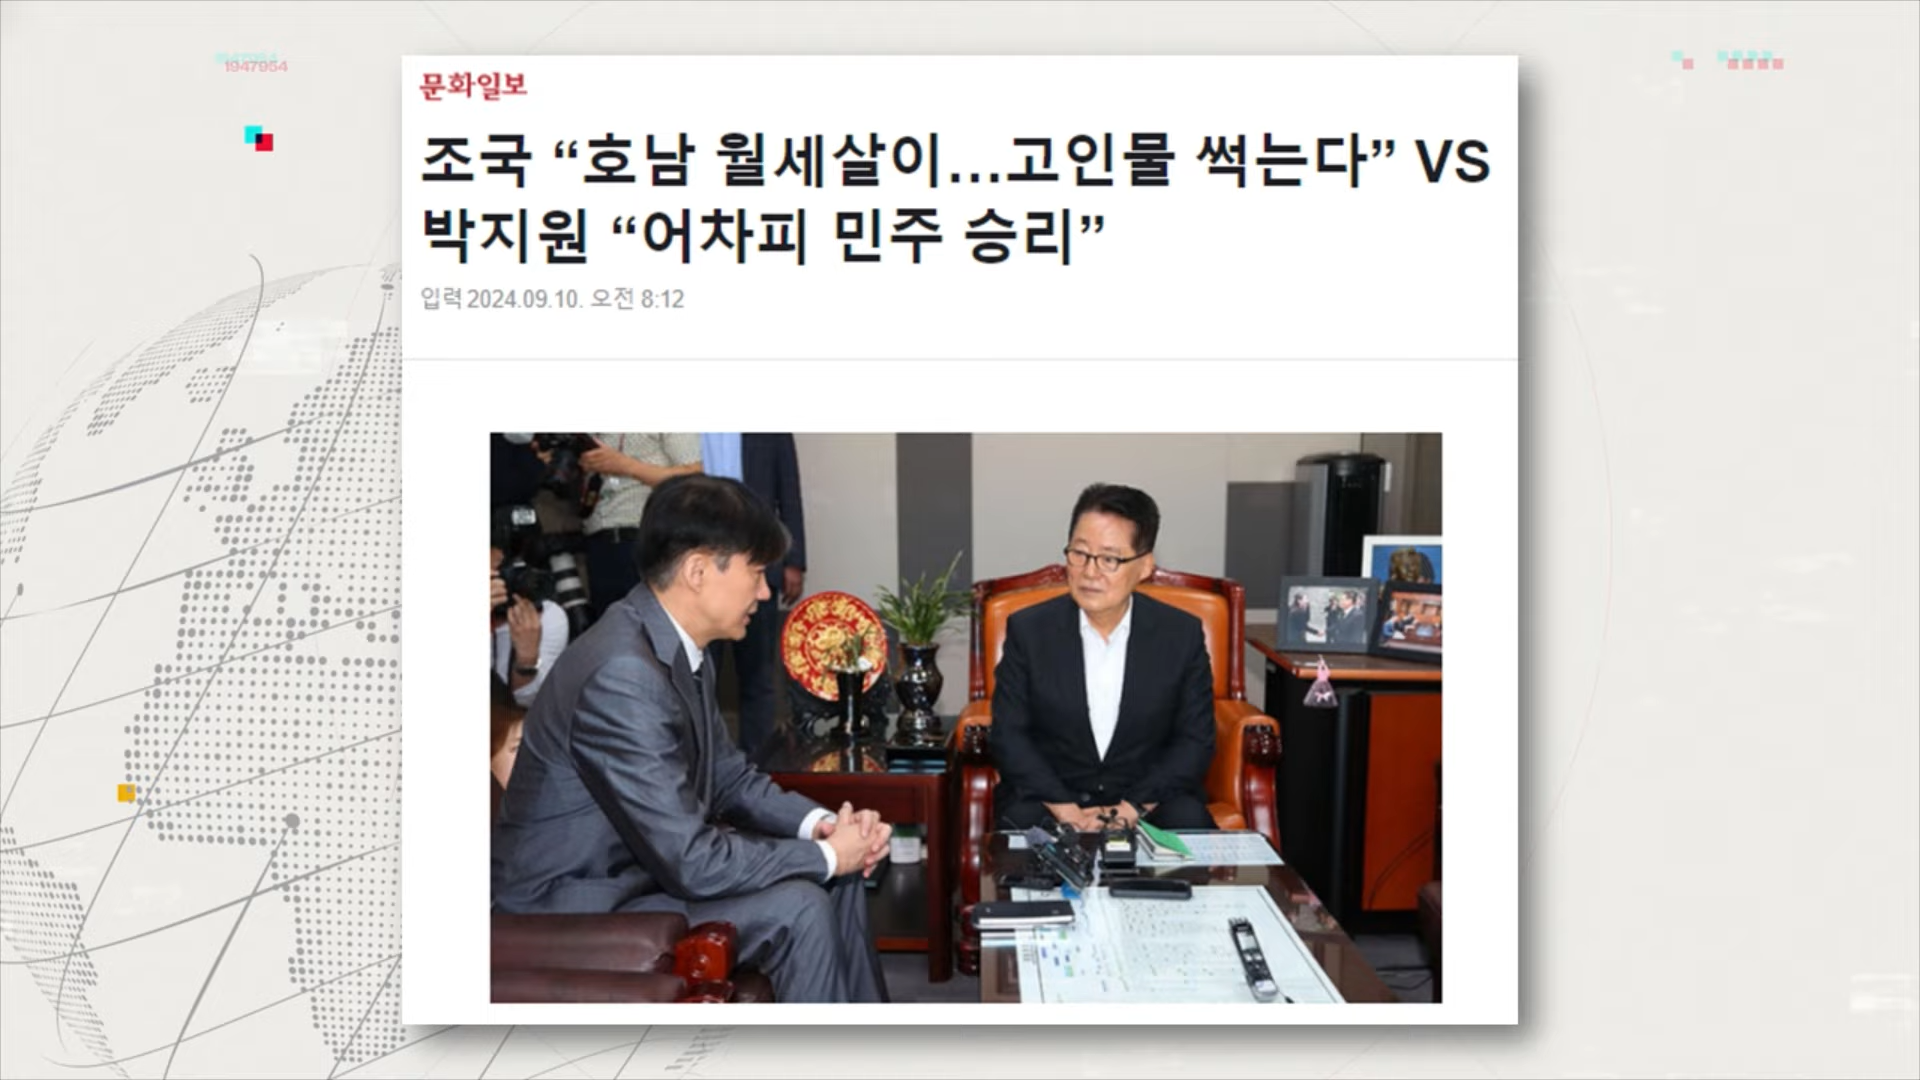 1947954
문화일보
조국 “호남 월세살이...고인물 썩는다” VS
박지원 “어차피 민주 승리”
입력 2024.09.10. 오전 8:12